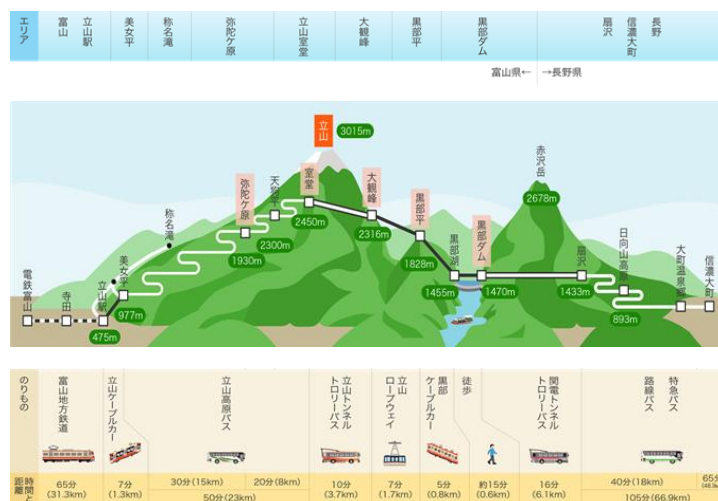 エリア
富山
立山駅
美女平
称名滝
弥陀ケ原
立山室堂
大観峰
黒部平
黒部ダム
扇沢
信濃大町
長野
富山県← →長野県
立山 3015m
赤沢岳
2678m
室堂
2450m
大観峰
2316m
天狗平
2300m
弥陀ケ原
1930m
黒部平
1828m
称名滝
黒部ダム
1470m
黒部湖
1455m
扇沢
1433m
日向山高原
893m
美女平
977m
大町温泉郷
信濃大町
電鉄富山
寺田
立山駅
475m
のりもの
富山地方鉄道
立山ケーブルカー
立山高原バス
立山トンネルトロリーバス
立山ロープウェイ
黒部ケーブルカー
徒歩
関電トンネルトロリーバス
路線バス
特急バス
時間と
距離
65分
(31.3km)
7分
(1.3km)
30分(15km)
20分(8km)
50分(23km)
10分
(3.7km)
7分
(1.7km)
5分
(0.8km)
約15分
(0.6km)
16分
(6.1km)
40分(18km)
105分(66.9km)
65分